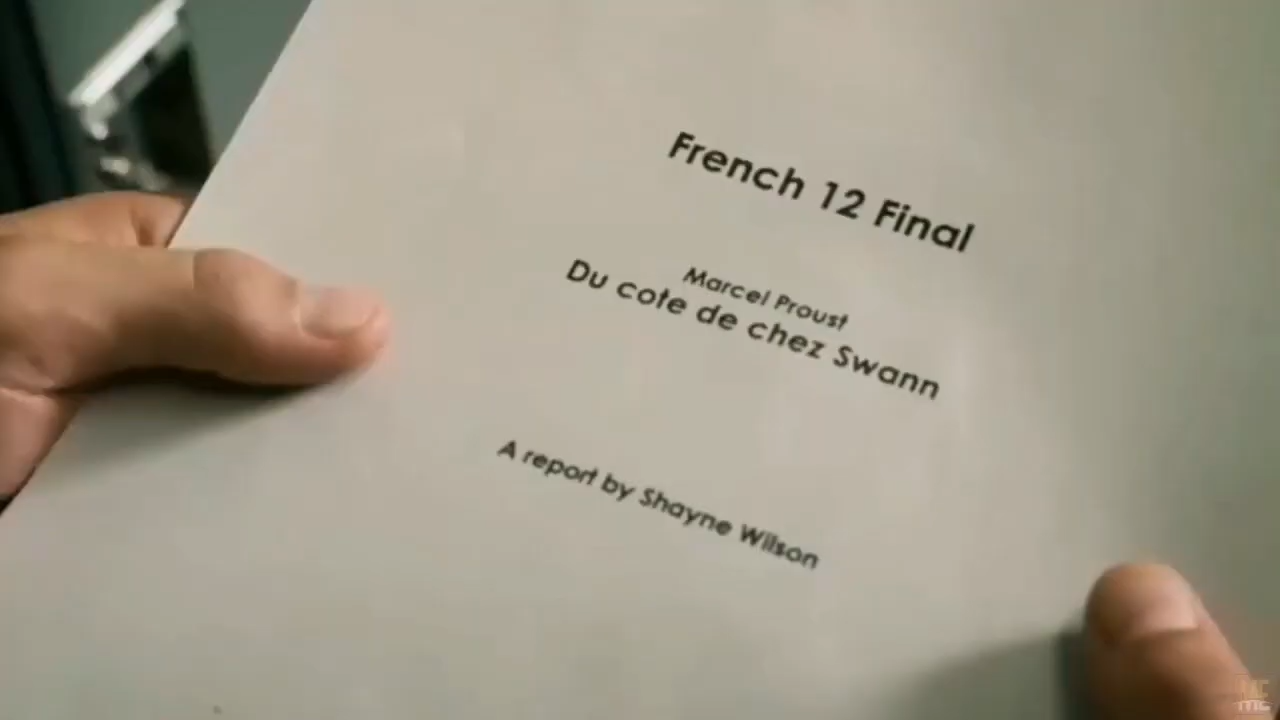 French 12 Final
Marcel Proust
Du cote de chez Swann
A report by Shayne Wilson